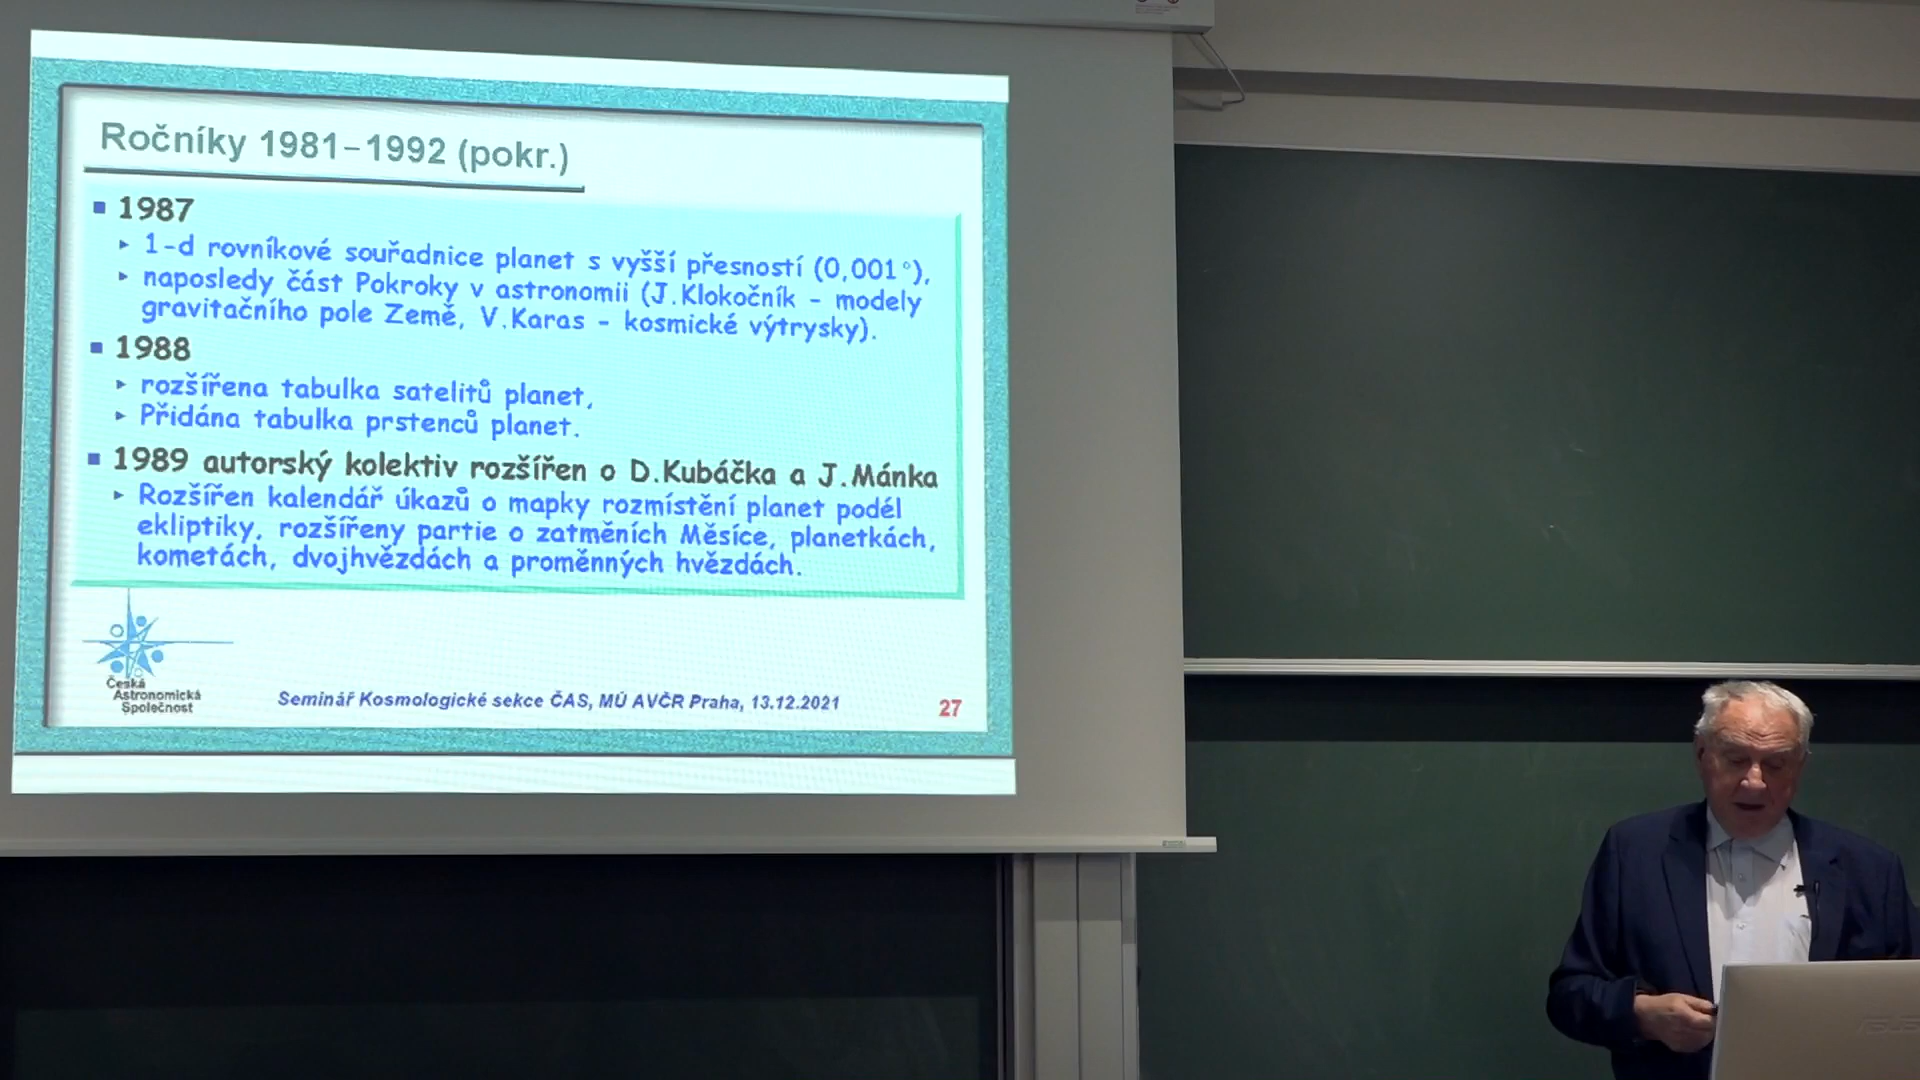 Ročníky 1981–1992 (pokr.)
1987
1-d rovníkové souřadnice planet s vyšší přesností (0,001°),
naposledy část Pokroky v astronomii (J.Klokočník - modely
gravitačního pole Země, V.Karas - kosmické výtrysky).
1988
rozšířena tabulka satelitů planet,
Přidána tabulka prstenců planet.
1989 autorský kolektiv rozšířen o D.Kubáčka a J.Mánka
Rozšířen kalendář úkazů o mapky rozmístění planet podél
ekliptiky, rozšířeny partie o zatměních Měsíce, planetkách,
kometách, dvojhvězdách a proměnných hvězdách.
Česká
Astronomická
Společnost
Seminář Kosmologické sekce ČAS, MÚ AVČR Praha, 13.12.2021
27
ASUS